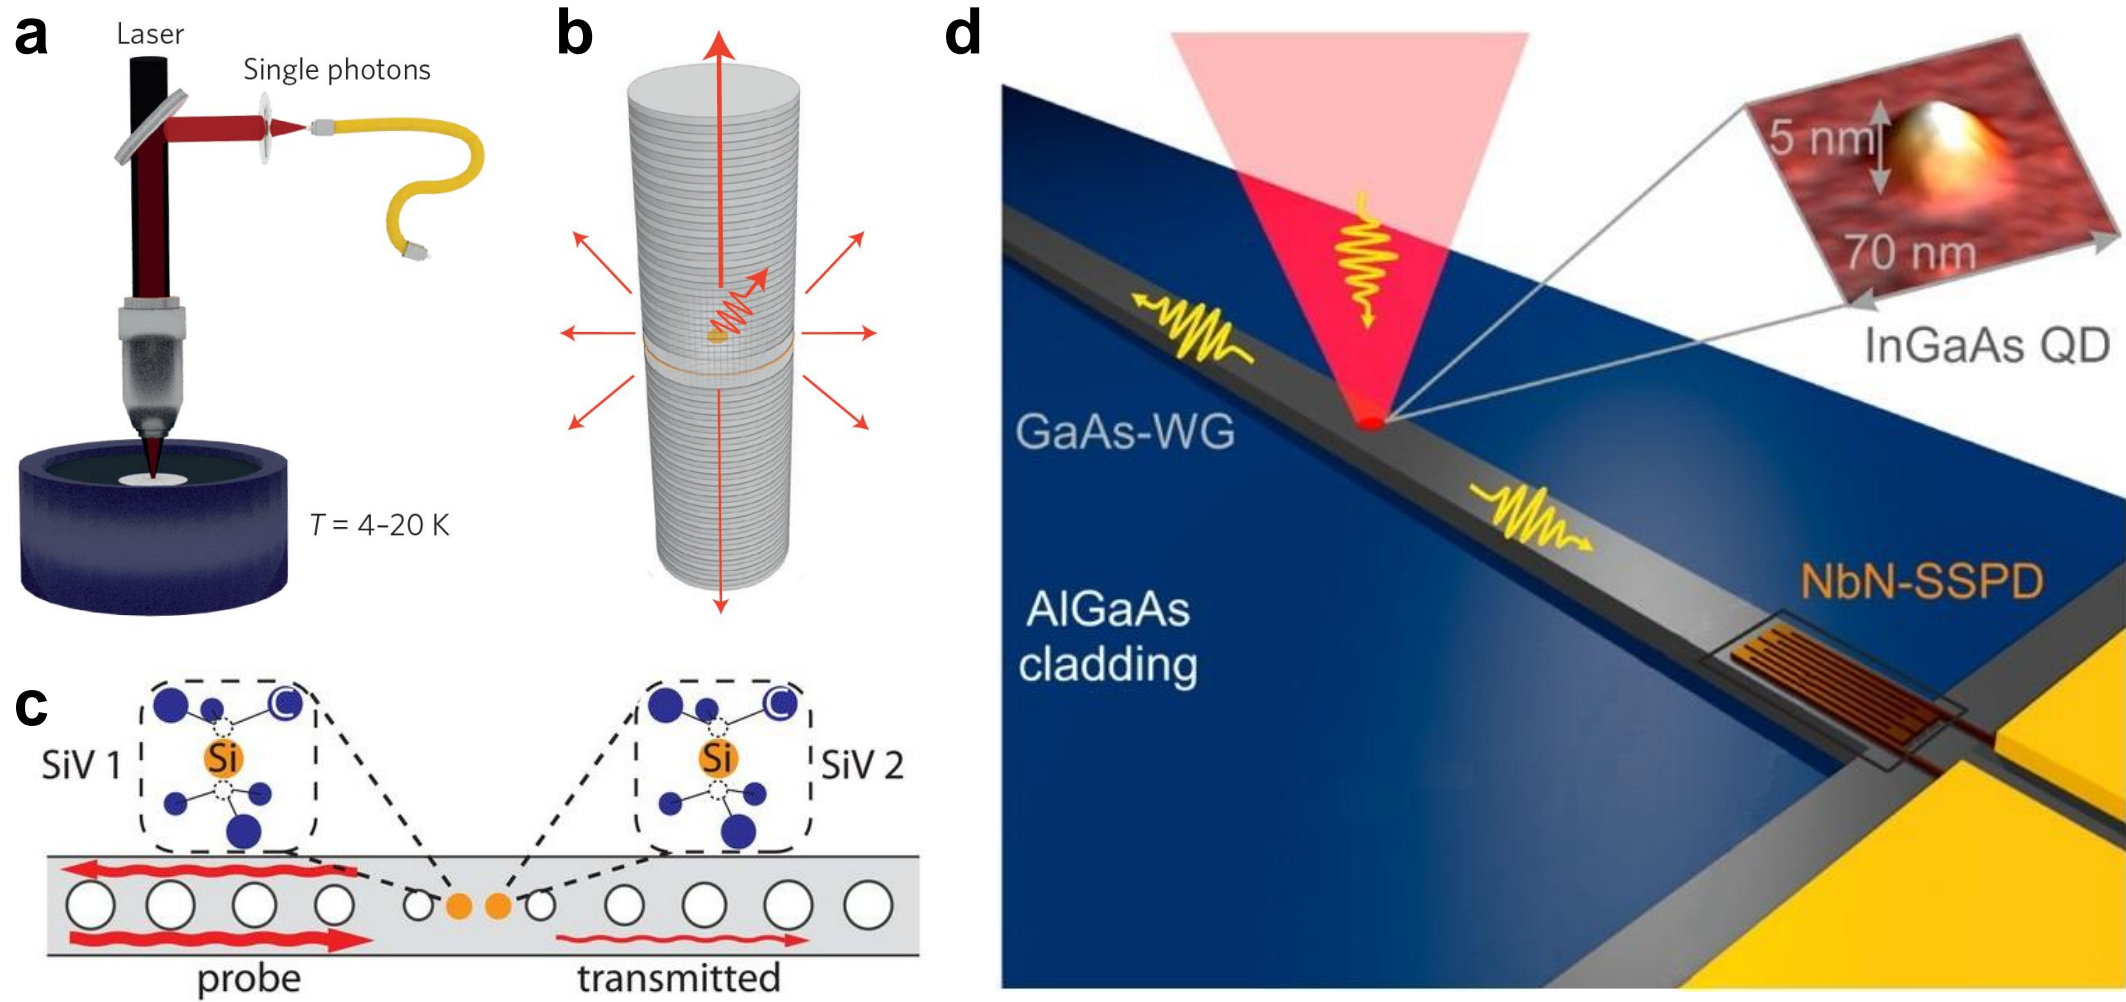 a
Laser
Single photons
T = 4–20 K
b
c
SiV 1
C
Si
C
Si
SiV 2
probe
transmitted
d
5 nm
70 nm
InGaAs QD
GaAs-WG
AlGaAs
cladding
NbN-SSPD